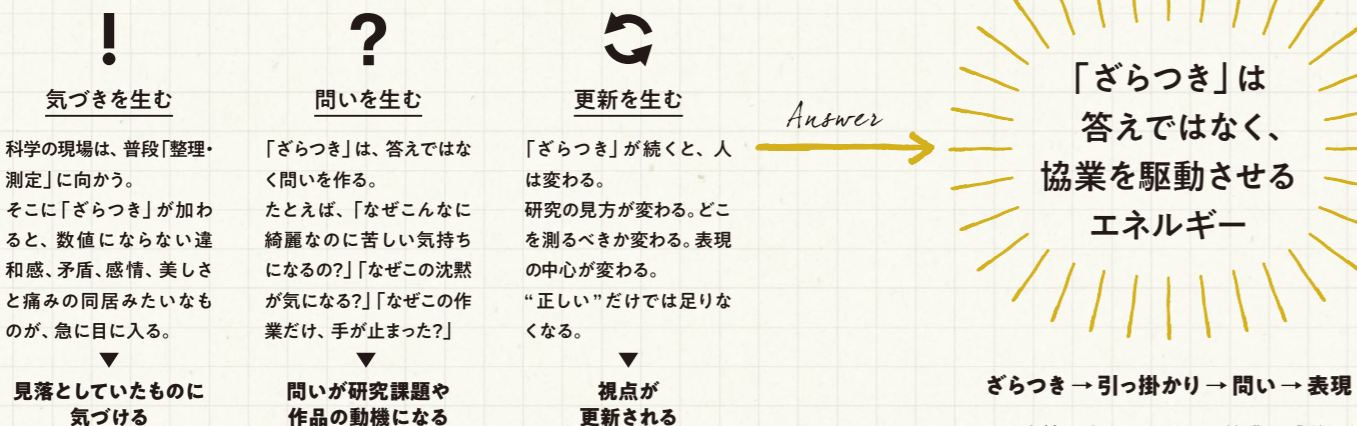 !
気づきを生む
科学の現場は、普段「整理・
測定」に向かう。
そこに「ざらつき」が加わ
ると、数値にならない違
和感、矛盾、感情、美しさ
と痛みの同居みたいなも
のが、急に目に入る。
▼
見落としていたものに
気づける
?
問いを生む
「ざらつき」は、答えではな
く問いを作る。
たとえば、「なぜこんなに
綺麗なのに苦しい気持ち
になるの?」「なぜこの沈黙
が気になる?」「なぜこの作
業だけ、手が止まった?」
▼
問いが研究課題や
作品の動機になる
更新を生む
「ざらつき」が続くと、人
は変わる。
研究の見方が変わる。どこ
を測るべきか変わる。表現
の中心が変わる。
“正しい”だけでは足りな
くなる。
▼
視点が
更新される
Answer
「ざらつき」は
答えではなく、
協業を駆動させる
エネルギー
ざらつき→引っ掛かり→問い→表現